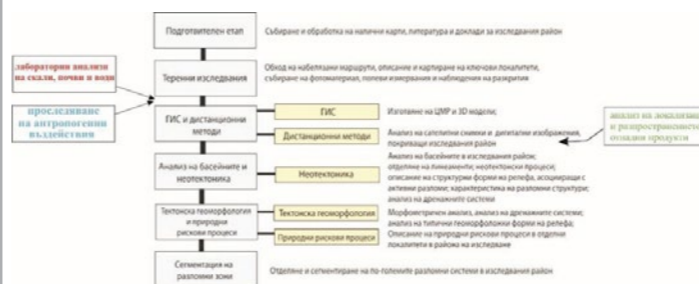 Подготвителен етап
Събиране и обработка на налични карти, литература и доклади за изследвания район
лабораторни анализи
на скали, почви и води
Теренни изследвания
Обход на набелязани маршрути, описание и картиране на ключови локалитети,
събиране на фотоматериал, полеви измервания и наблюдения на разкрития
проследяване
на антропогенни
въздействия
ГИС и дистанционни
методи
ГИС
Изготвяне на ЦМР и 3D модели;
Дистанционни методи
Анализ на сателитни снимки и дигитални изображения,
покриващи изследвания район
анализ на локализац
и разпространението
продукти
Анализ на басейните и
неотектоника
Неотектоника
Анализ на басейните в изследвания район;
отделяне на линеаменти; неотектонски процеси;
описание на структурни форми на релефа, асоциращи с
активни разломи; характеристика на разломни структури;
анализ на дренажните системи
Тектонска геоморфология
и природни
рискови процеси
Тектонска геоморфология
Морфометричен анализ, анализ на дренажните системи;
анализ на типични геоморфоложки форми на релефа;
Природни рискови процеси
Описание на природни рискови процеси в отделни
локалитети в района на изследване
Сегментация на
разломни зони
Отделяне и сегментиране на по-големите разломни системи в изследвания район